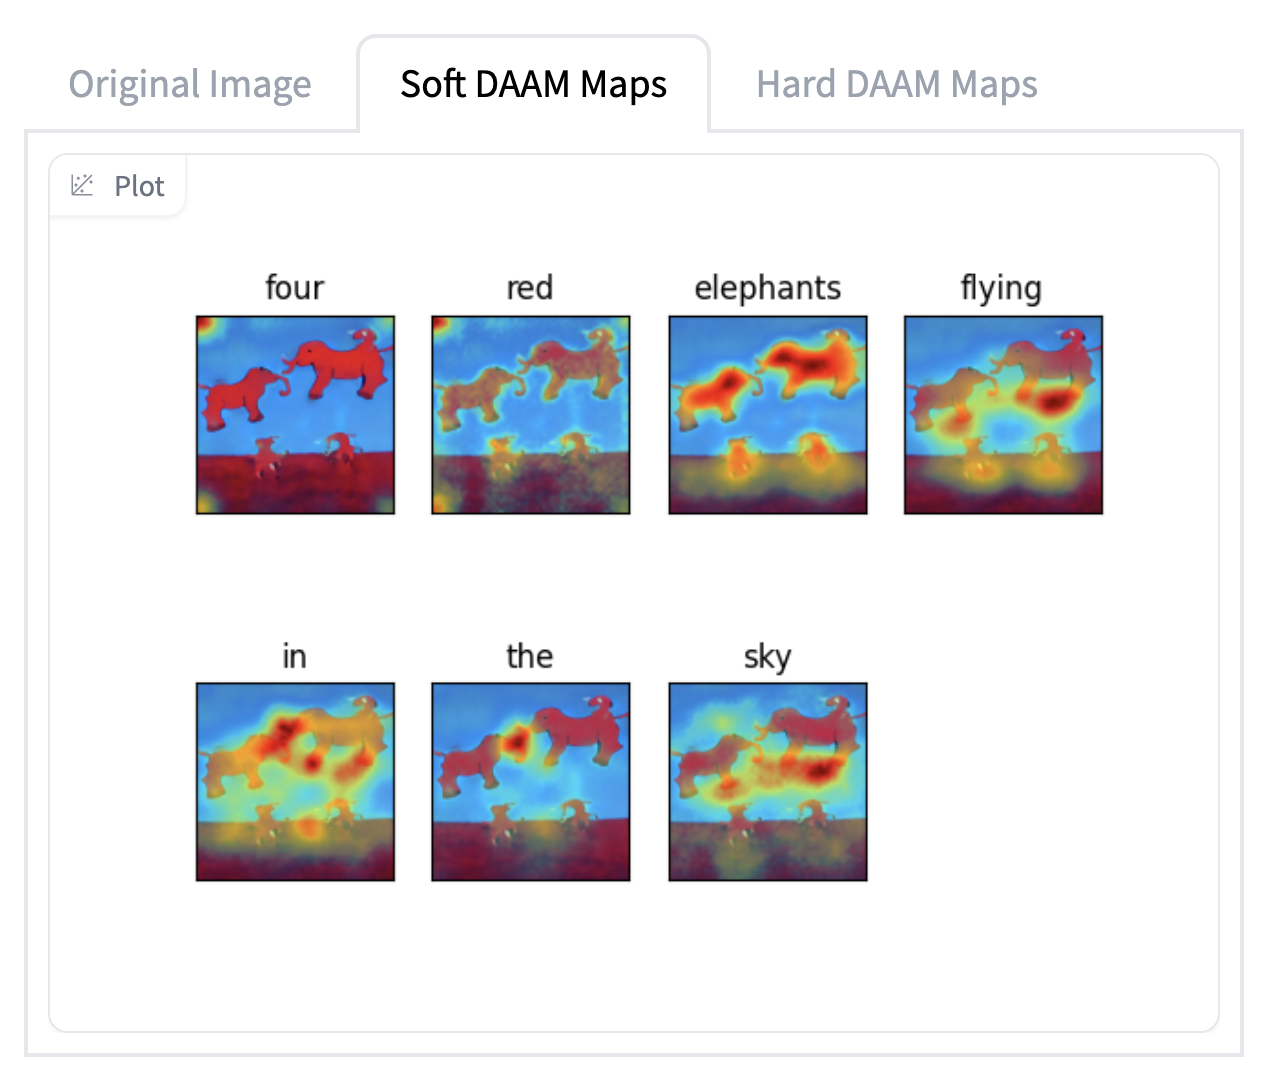 Original Image Soft DAAM Maps Hard DAAM Maps
Plot
four red elephants flying
in the sky